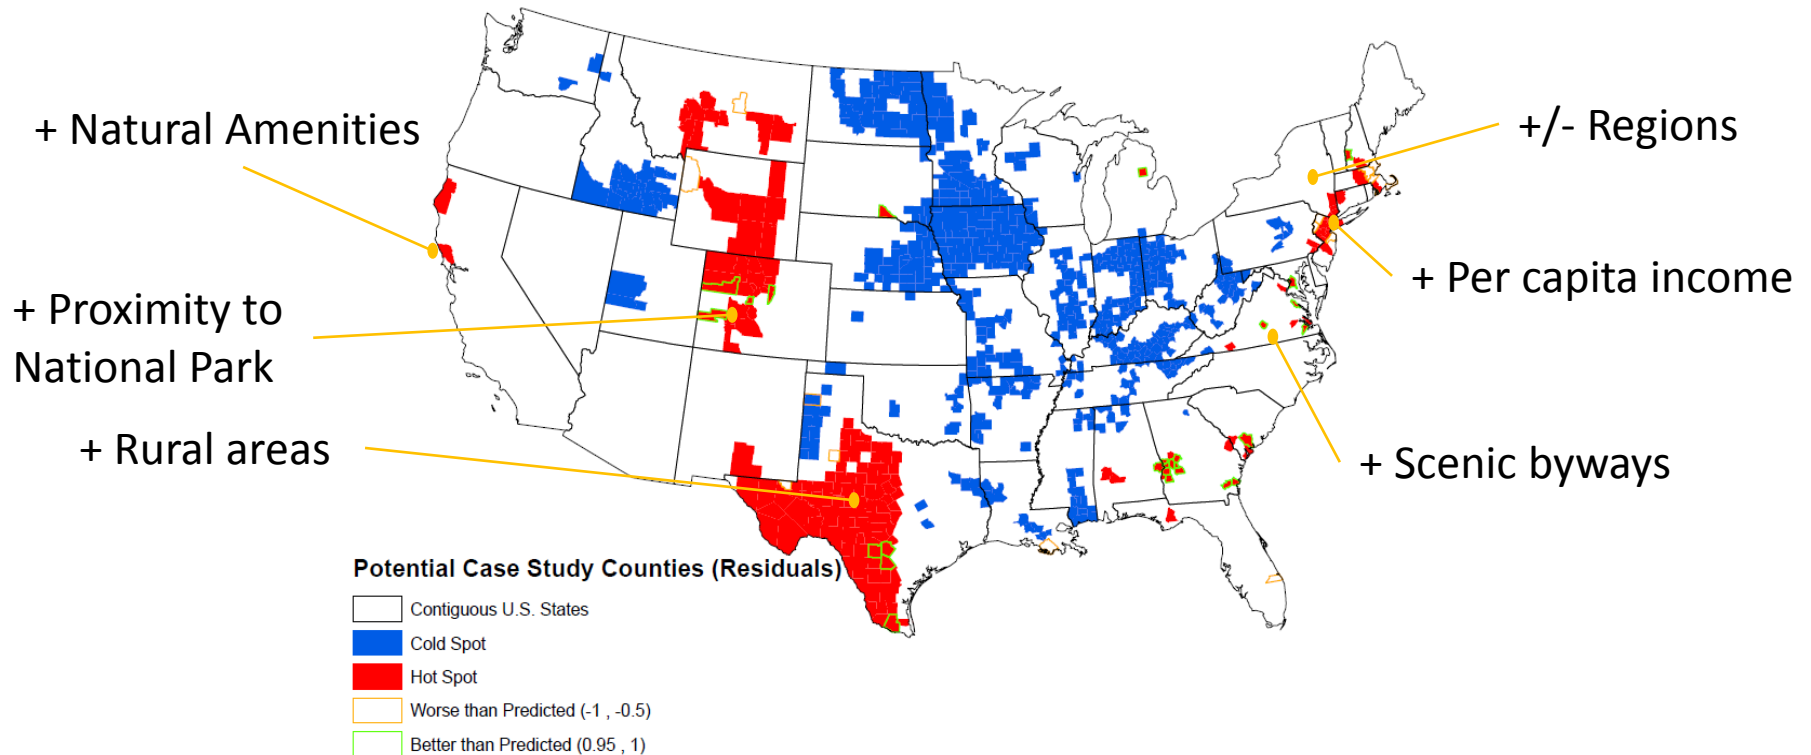 + Natural Amenities
+/- Regions
+ Per capita income
+ Proximity to
National Park
+ Rural areas
+ Scenic byways
Potential Case Study Counties (Residuals)
Contiguous U.S. States
Cold Spot
Hot Spot
Worse than Predicted (-1 , -0.5)
Better than Predicted (0.95 , 1)